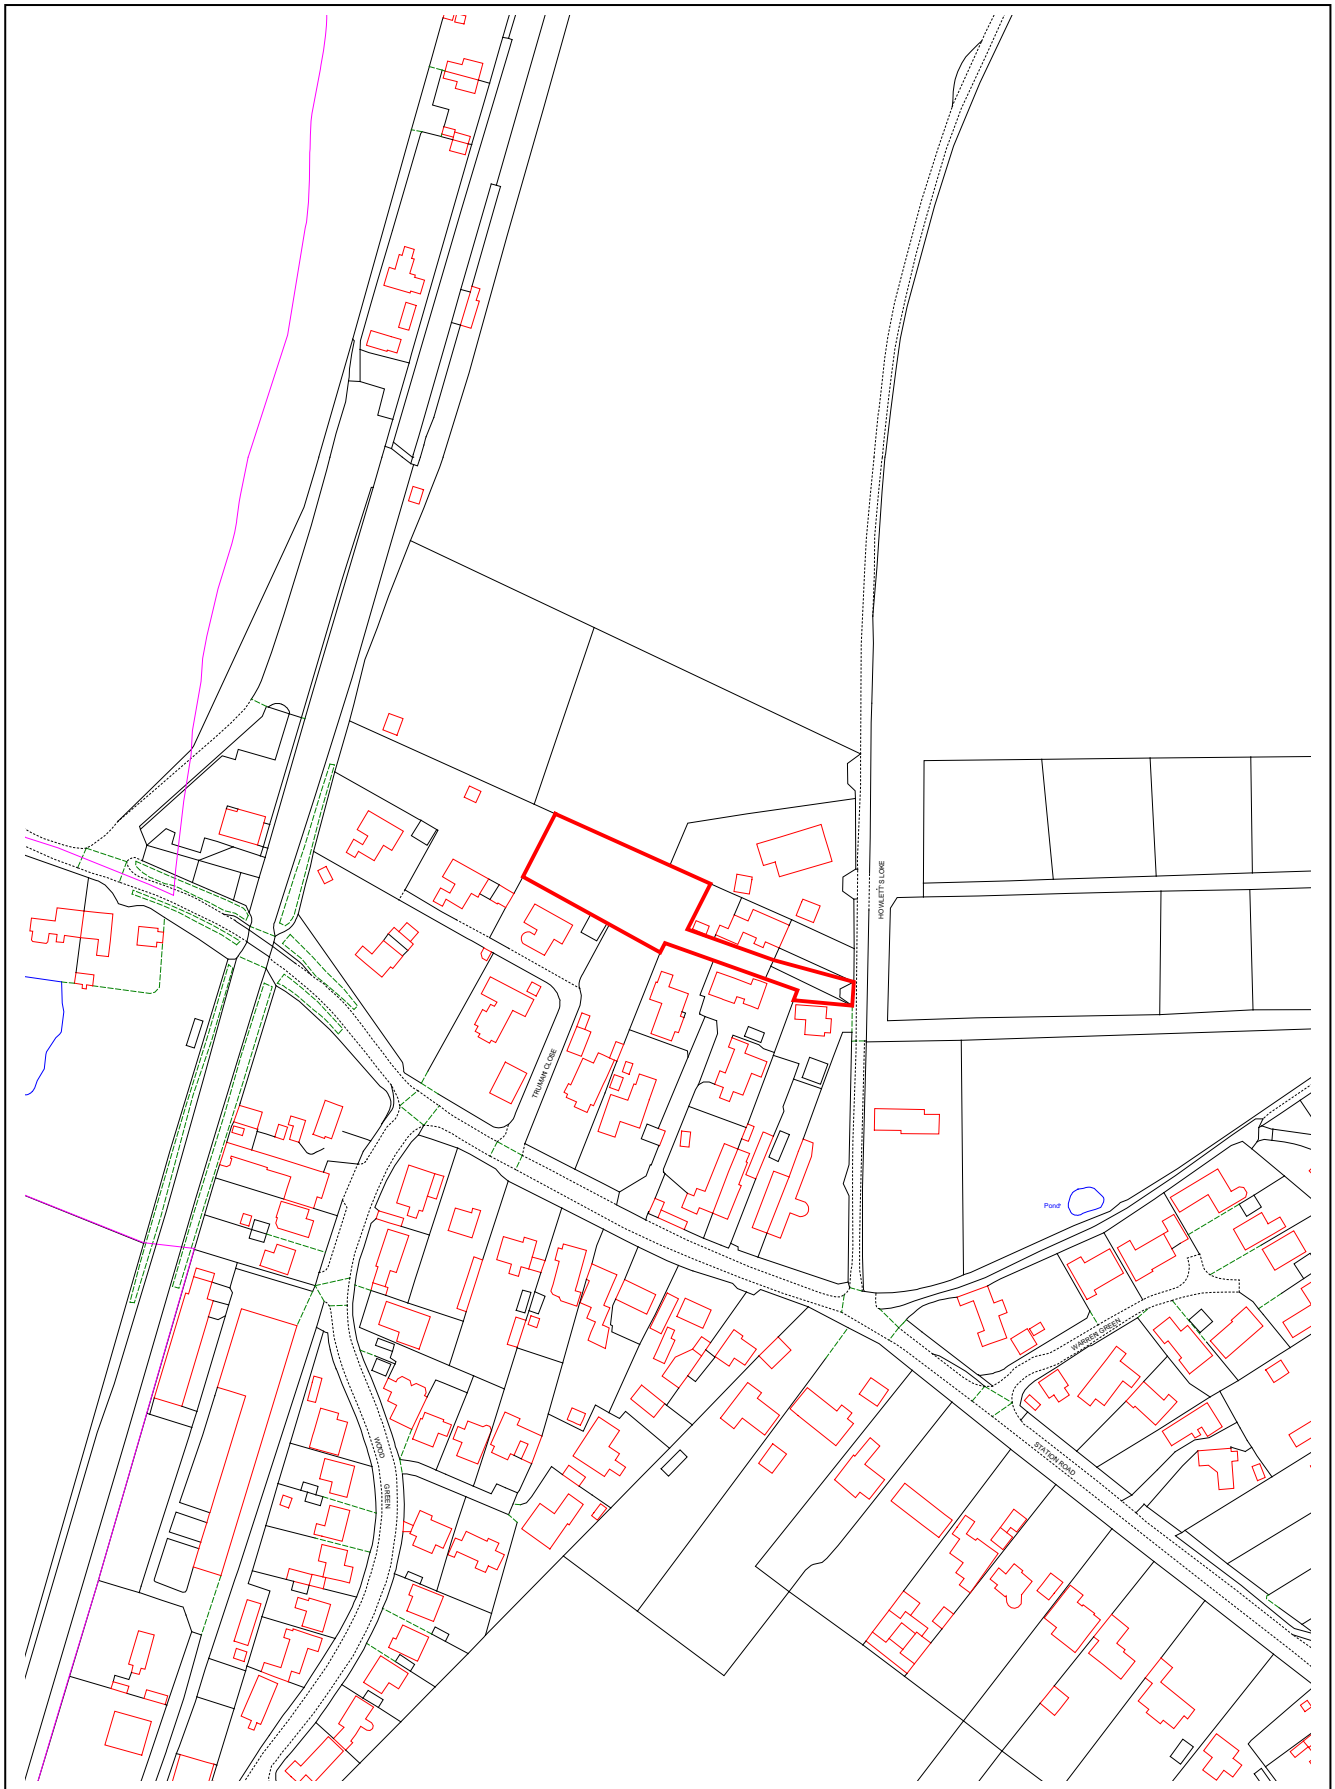 HOWLETT'S LOKE
TRUMAN CLOSE
Pond
WARREN GREEN
STATION ROAD
WOOD
GREEN